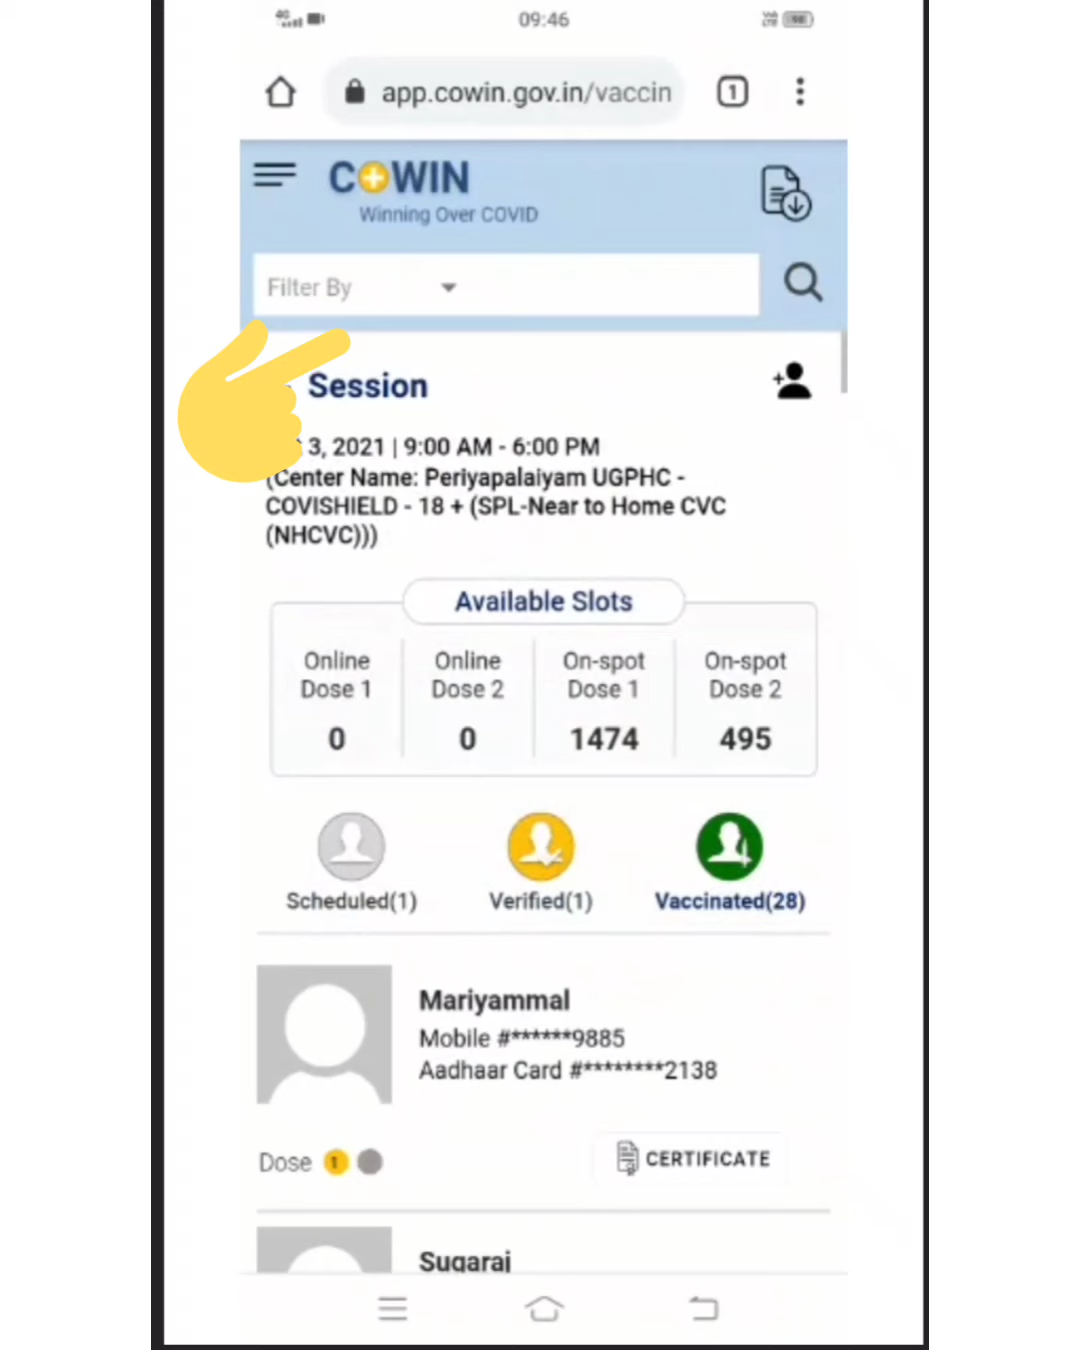 4G
09:46
app.cowin.gov.in/vaccin
1
COWIN
Winning Over COVID
Filter By
Session
3, 2021 | 9:00 AM - 6:00 PM
(Center Name: Periyapalaiyam UGPHC -
COVISHIELD - 18 + (SPL-Near to Home CVC
(NHCVC)))
Available Slots
Online Dose 1
Online Dose 2
On-spot Dose 1
On-spot Dose 2
0
0
1474
495
Scheduled(1)
Verified(1)
Vaccinated(28)
Mariyammal
Mobile #******9885
Aadhaar Card #********2138
Dose 1
CERTIFICATE
Sugaraj